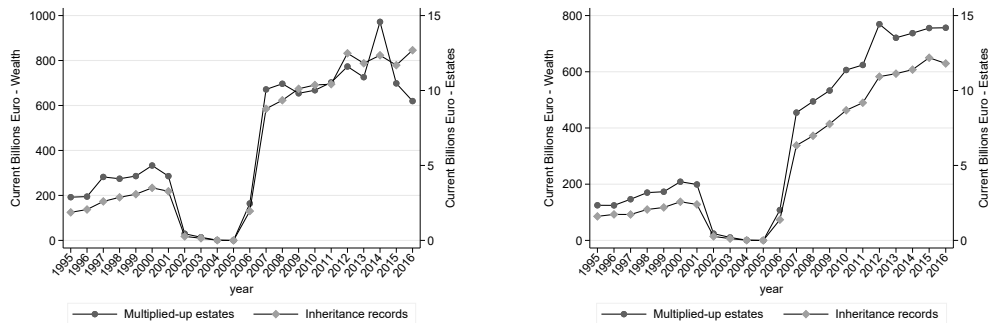 Current Billions Euro - Wealth
1000
800
600
400
200
0
15
10
5
0
Current Billions Euro - Estates
1995 1996 1997 1998 1999 2000 2001 2002 2003 2004 2005 2006 2007 2008 2009 2010 2011 2012 2013 2014 2015 2016
year
Multiplied-up estates Inheritance records
Current Billions Euro - Wealth
800
600
400
200
0
15
10
5
0
Current Billions Euro - Estates
1995 1996 1997 1998 1999 2000 2001 2002 2003 2004 2005 2006 2007 2008 2009 2010 2011 2012 2013 2014 2015 2016
year
Multiplied-up estates Inheritance records